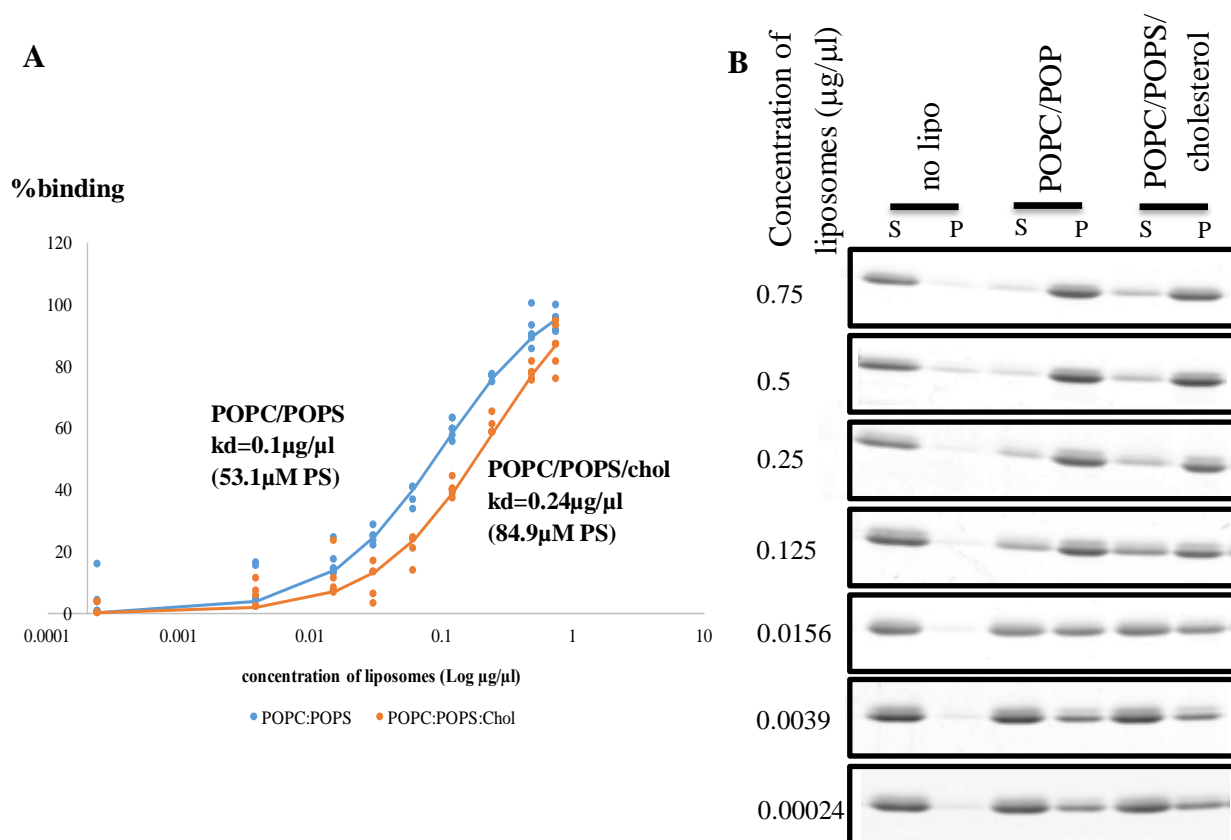 A
%binding
120
100
80
60
40
20
0
0.0001 0.001 0.01 0.1 1 10
POPC/POPS
kd=0.1µg/µl
(53.1µM PS)
POPC/POPS/chol
kd=0.24µg/µl
(84.9µM PS)
concentration of liposomes (Log µg/µl)
POPC:POPS POPC:POPS:Chol
B
Concentration of
liposomes (µg/µl)
no lipo
POPC/POP
POPC/POPS/
cholesterol
S P S P S P
0.75
0.5
0.25
0.125
0.0156
0.0039
0.00024